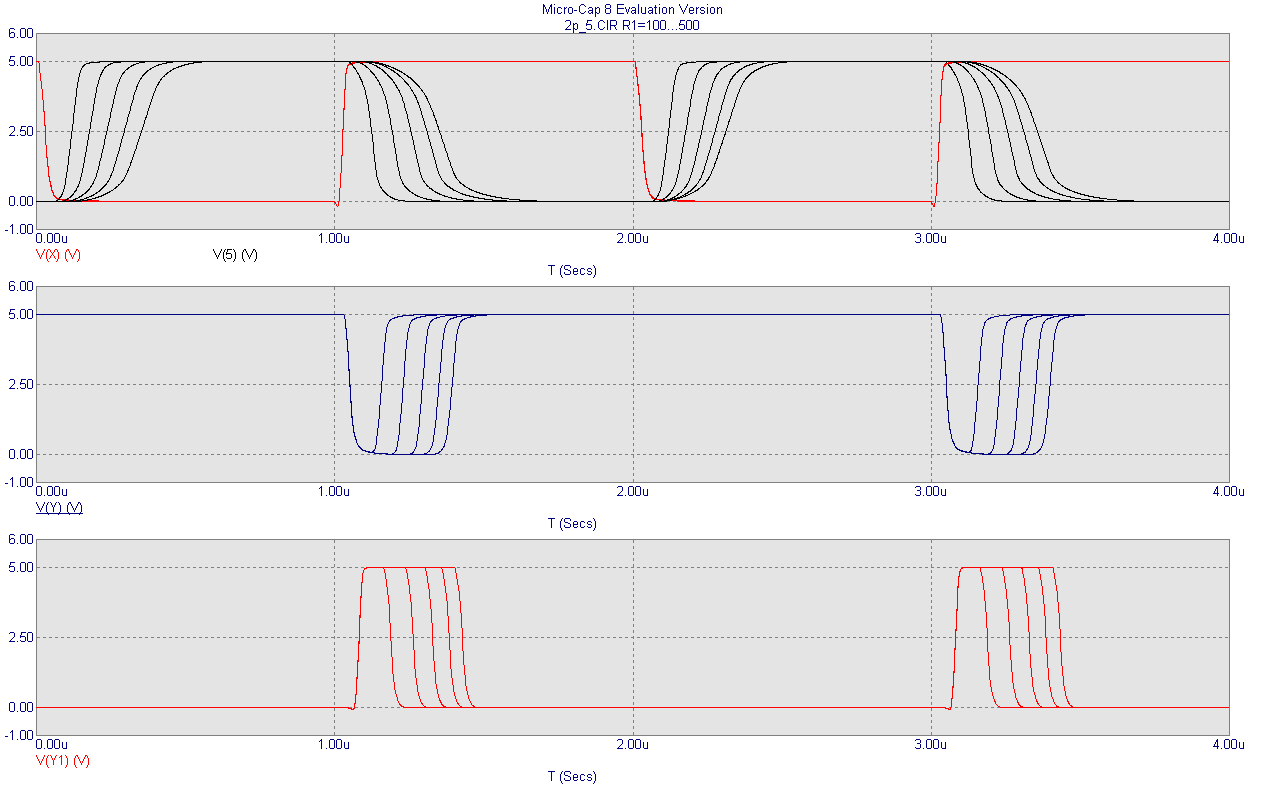 Micro-Cap 8 Evaluation Version
2p_5.CIR R1=100...500
6.00
5.00
2.50
0.00
-1.00
0.00u 1.00u 2.00u 3.00u 4.00u
V(X) (V) V(5) (V)
T (Secs)
6.00
5.00
2.50
0.00
-1.00
0.00u 1.00u 2.00u 3.00u 4.00u
V(Y) (V)
T (Secs)
6.00
5.00
2.50
0.00
-1.00
0.00u 1.00u 2.00u 3.00u 4.00u
V(Y1) (V)
T (Secs)